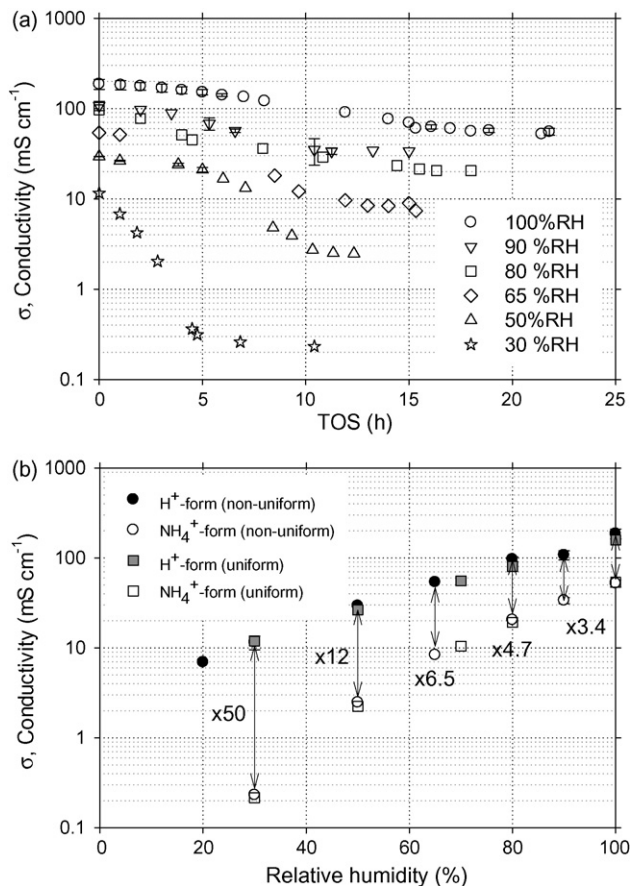 (a)
1000
100
10
1
0.1
σ, Conductivity (mS cm⁻¹)
100%RH
90 %RH
80 %RH
65 %RH
50%RH
30 %RH
0 5 10 15 20 25
TOS (h)
(b)
1000
100
10
1
0.1
σ, Conductivity (mS cm⁻¹)
H⁺-form (non-uniform)
NH₄⁺-form (non-uniform)
H⁺-form (uniform)
NH₄⁺-form (uniform)
x50
x12
x6.5
x4.7
x3.4
20 40 60 80 100
Relative humidity (%)